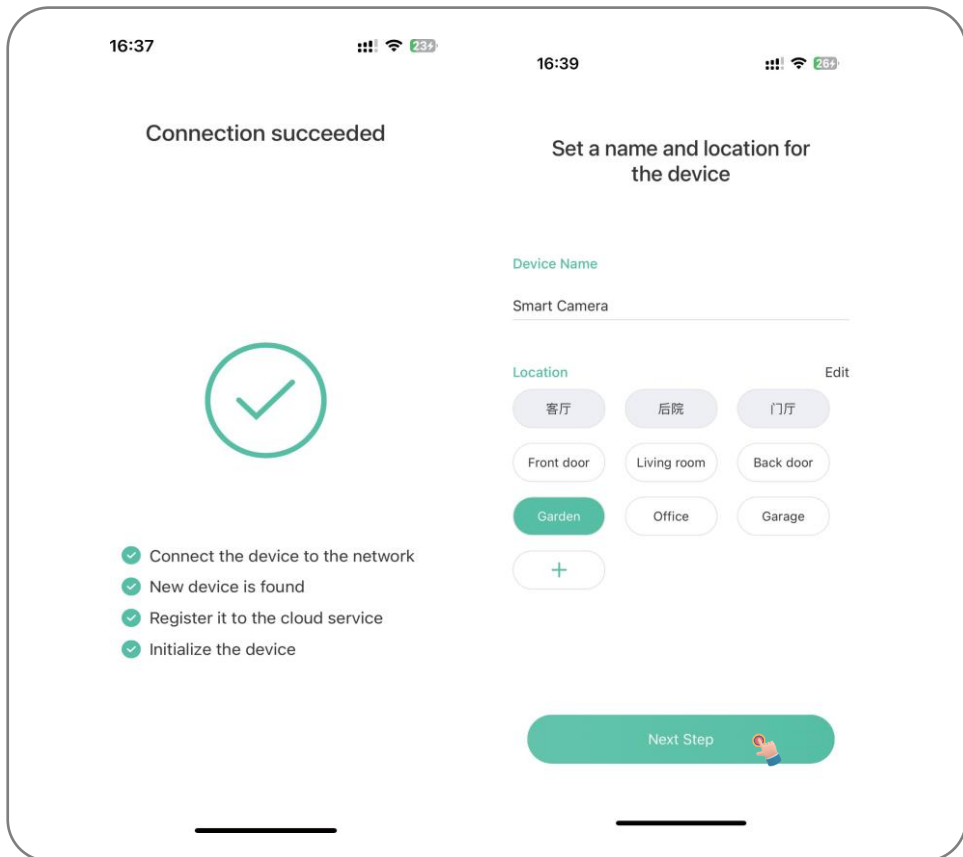 16:37
23
Connection succeeded
Connect the device to the network
New device is found
Register it to the cloud service
Initialize the device
16:39
26
Set a name and location for
the device
Device Name
Smart Camera
Location Edit
客厅 后院 门厅
Front door Living room Back door
Garden Office Garage
+
Next Step